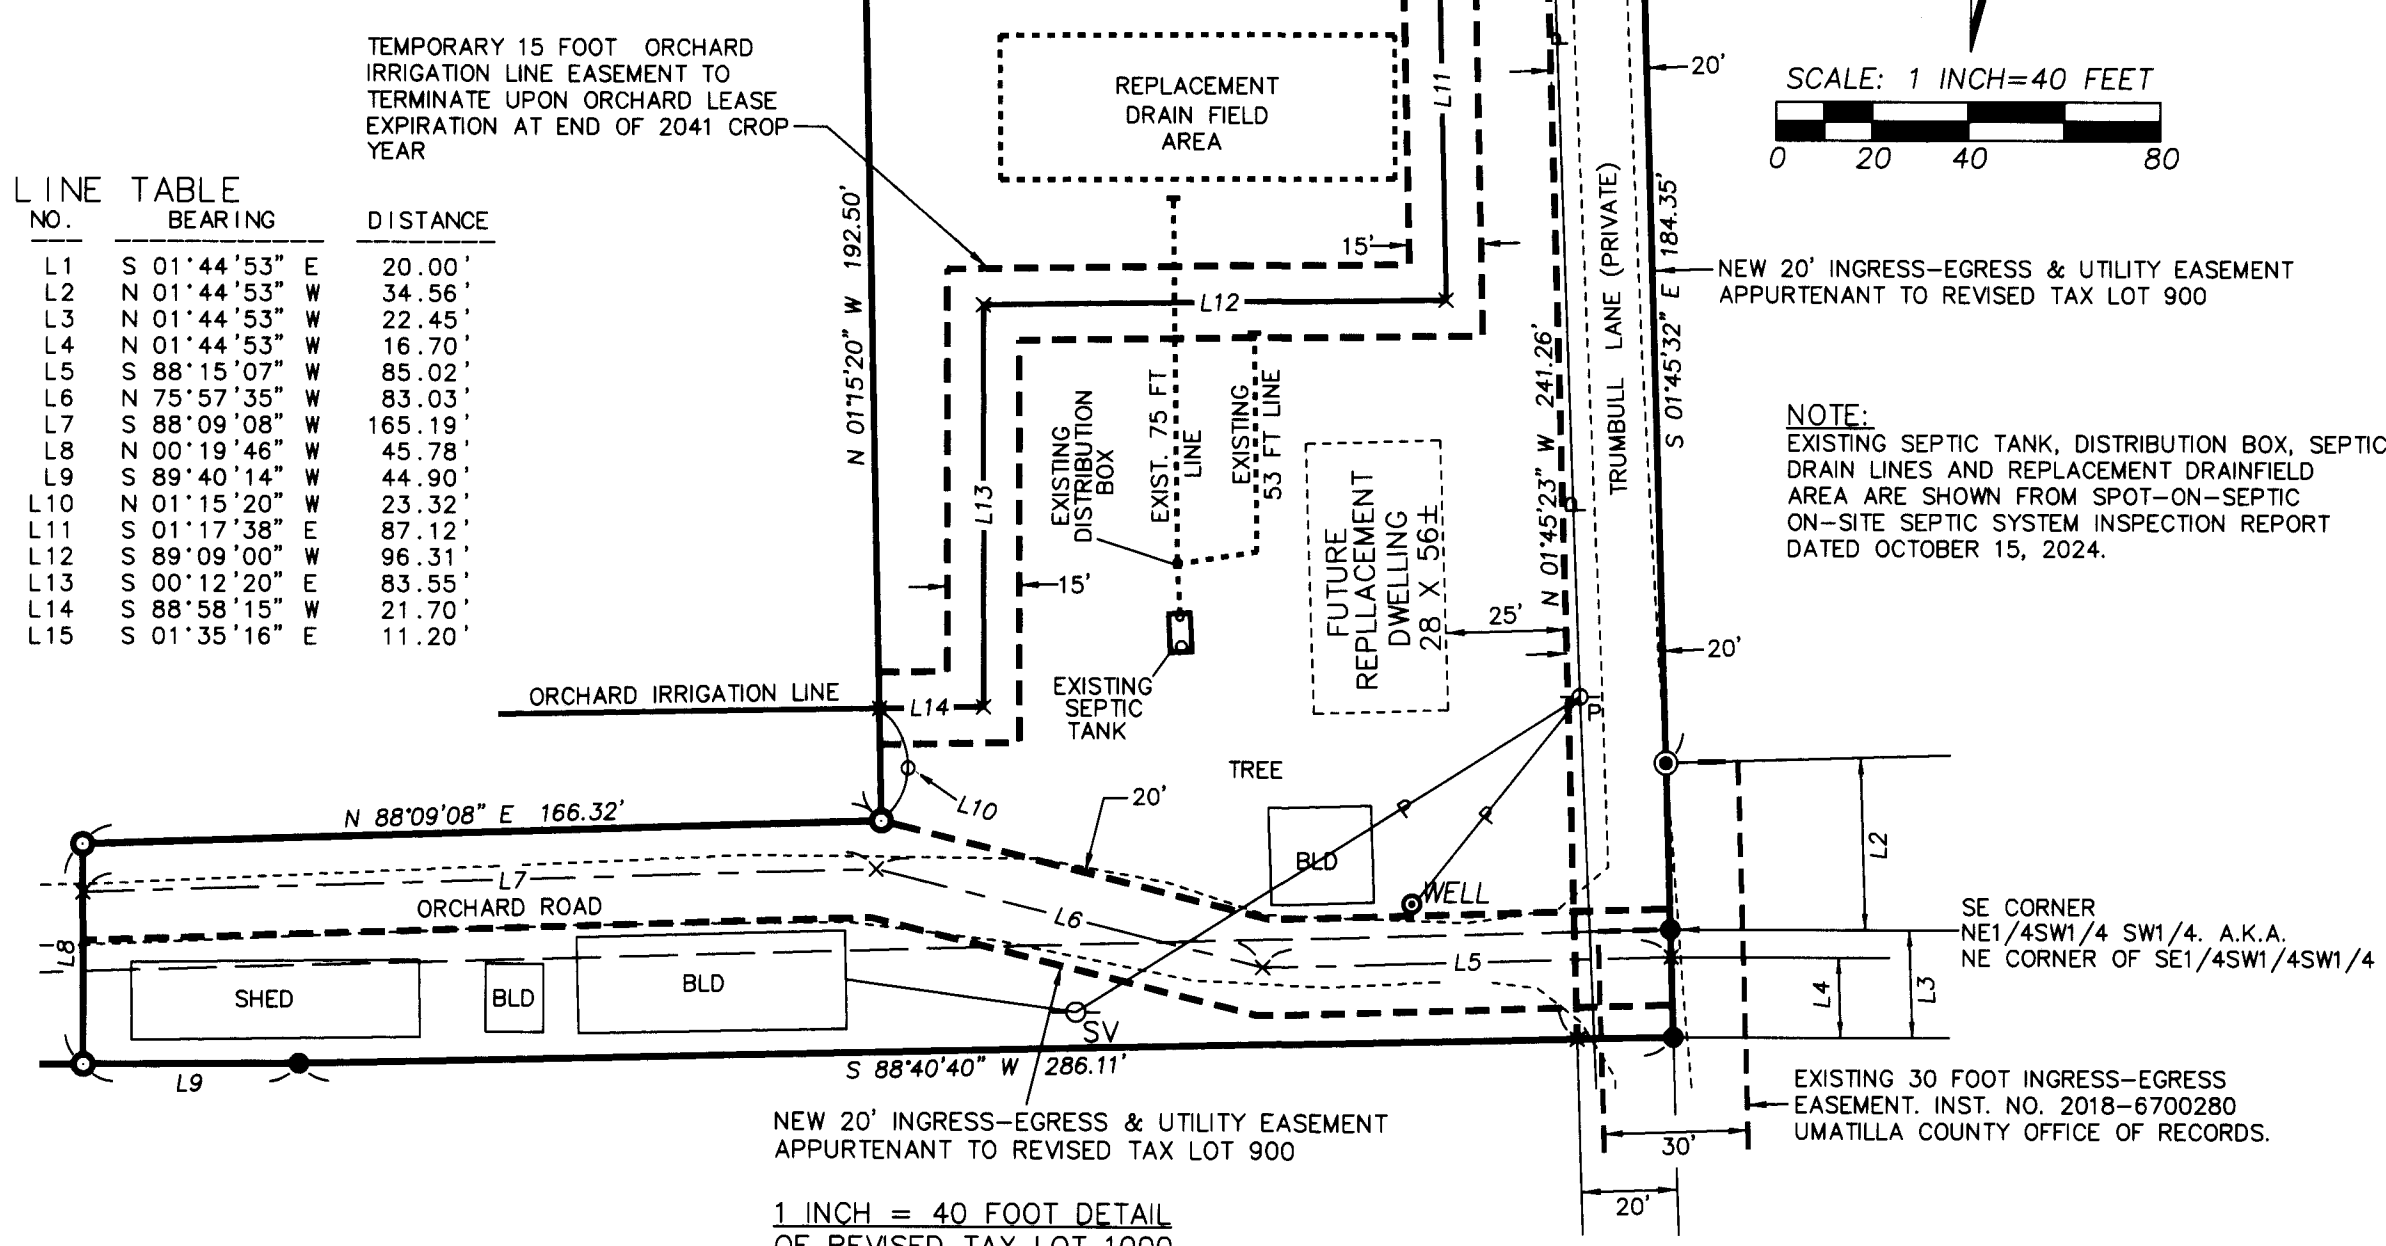 TEMPORARY 15 FOOT ORCHARD
IRRIGATION LINE EASEMENT TO
TERMINATE UPON ORCHARD LEASE
EXPIRATION AT END OF 2041 CROP
YEAR
LINE TABLE
NO. BEARING DISTANCE
L1 S 01°44'53" E 20.00'
L2 N 01°44'53" W 34.56'
L3 N 01°44'53" W 22.45'
L4 N 01°44'53" W 16.70'
L5 S 88°15'07" W 85.02'
L6 N 75°57'35" W 83.03'
L7 S 88°09'08" W 165.19'
L8 N 00°19'46" W 45.78'
L9 S 89°40'14" W 44.90'
L10 N 01°15'20" W 23.32'
L11 S 01°17'38" E 87.12'
L12 S 89°09'00" W 96.31'
L13 S 00°12'20" E 83.55'
L14 S 88°58'15" W 21.70'
L15 S 01°35'16" E 11.20'
REPLACEMENT
DRAIN FIELD
AREA
L11
P
20'
SCALE: 1 INCH=40 FEET
0 20 40 80
N 01°15'20" W 192.50'
15'
L12
L13
15'
EXISTING
DISTRIBUTION
BOX
EXIST. 75 FT
LINE
EXISTING
53 FT LINE
FUTURE
REPLLACEMENT
DWELLING
28 X 56±
25'
N 01°45'23" W 241.26'
P
TRUMBULL LANE (PRIVATE)
S 01°45'32" E 184.35'
NEW 20' INGRESS-EGRESS & UTILITY EASEMENT
APPURTENANT TO REVISED TAX LOT 900
NOTE:
EXISTING SEPTIC TANK, DISTRIBUTION BOX, SEPTIC
DRAIN LINES AND REPLACEMENT DRAINFIELD
AREA ARE SHOWN FROM SPOT-ON-SEPTIC
ON-SITE SEPTIC SYSTEM INSPECTION REPORT
DATED OCTOBER 15, 2024.
20'
EXISTING
SEPTIC
TANK
ORCHARD IRRIGATION LINE
L14
P
TREE
L10
20'
N 88°09'08" E 166.32'
P
P
BLD
WELL
L7
ORCHARD ROAD
L6
L5
L8
SHED
BLD
BLD
SV
L2
L3
L4
SE CORNER
NE1/4SW1/4 SW1/4. A.K.A.
NE CORNER OF SE1/4SW1/4SW1/4
L9
S 88°40'40" W 286.11'
NEW 20' INGRESS-EGRESS & UTILITY EASEMENT
APPURTENANT TO REVISED TAX LOT 900
EXISTING 30 FOOT INGRESS-EGRESS
EASEMENT. INST. NO. 2018-6700280
UMATILLA COUNTY OFFICE OF RECORDS.
30'
20'
1 INCH = 40 FOOT DETAIL
OF REVISED TAX LOT 1000